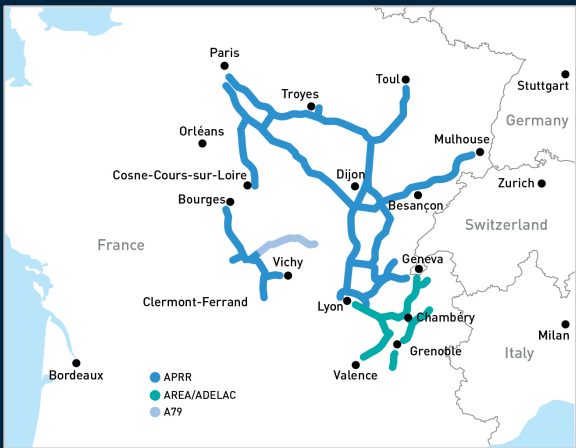 Paris
Toul
Stuttgart
Troyes
Germany
Orléans
Mulhouse
Cosne-Cours-sur-Loire
Dijon
Zurich
Bourges
Besançon
Switzerland
France
Geneva
Vichy
Clermont-Ferrand
Lyon
Chambéry
Milan
Grenoble
Italy
Bordeaux
Valence
APRR
AREA/ADELAC
A79